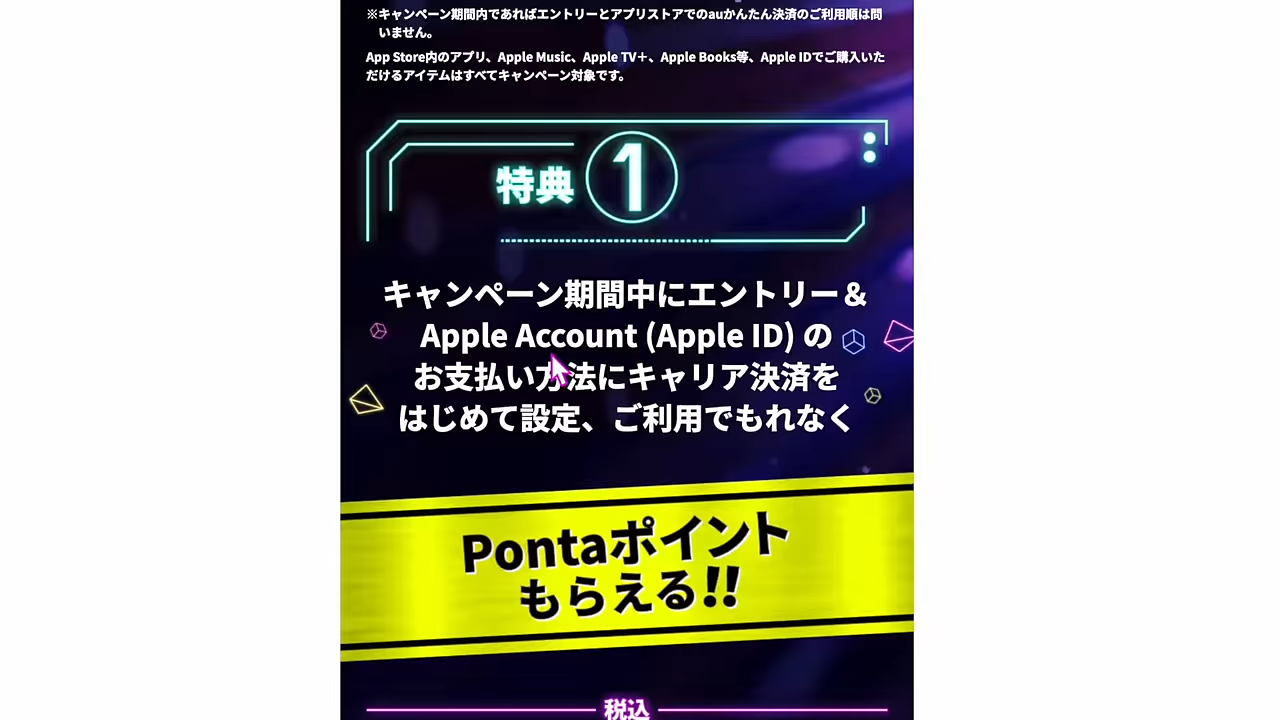 ※キャンペーン期間内であればエントリーとアプリストアでのauかんたん決済のご利用順は問
いません。
App Store内のアプリ、Apple Music、Apple TV＋、Apple Books等、Apple IDでご購入いた
だけるアイテムはすべてキャンペーン対象です。
特典①
キャンペーン期間中にエントリー＆
Apple Account (Apple ID) の
お支払い方法にキャリア決済を
はじめて設定、ご利用でもれなく
Pontaポイント
もらえる!!
税込